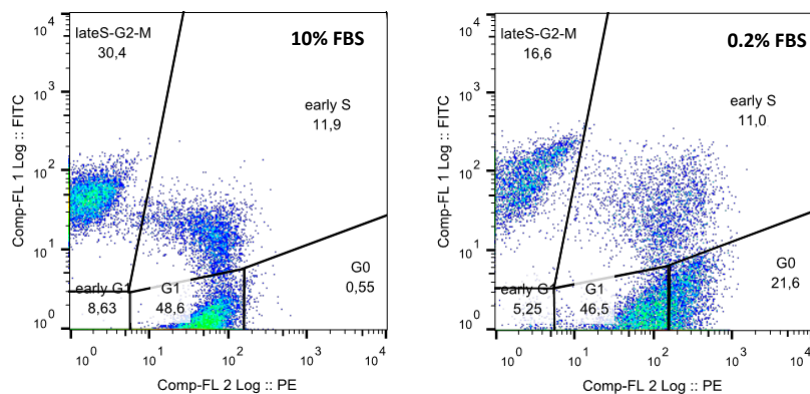 10% FBS
lateS-G2-M
30,4
early S
11,9
early G1
8,63
G1
48,6
G0
0,55
10^4
10^3
10^2
10^1
10^0
Comp-FL 1 Log :: FITC
10^0 10^1 10^2 10^3 10^4
Comp-FL 2 Log :: PE
0.2% FBS
lateS-G2-M
16,6
early S
11,0
early G1
5,25
G1
46,5
G0
21,6
10^4
10^3
10^2
10^1
10^0
Comp-FL 1 Log :: FITC
10^0 10^1 10^2 10^3 10^4
Comp-FL 2 Log :: PE